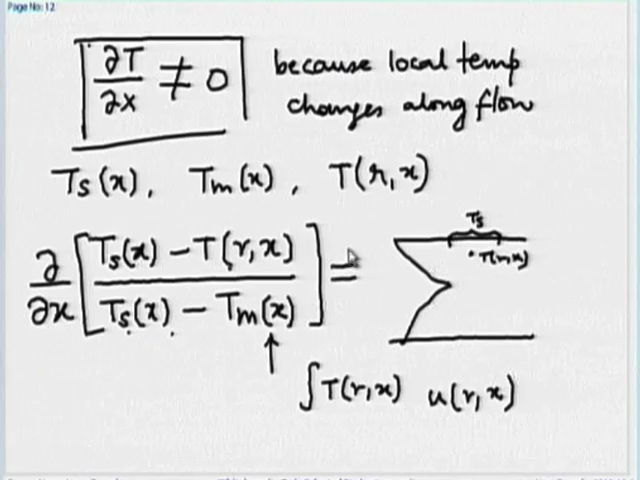 Page No: 12
∂T/∂x ≠ 0 because local temp
changes along flow
Ts(x), Tm(x), T(r,x)
∂/∂x [Ts(x) − T(r,x) / Ts(x) − Tm(x)] =
Ts
T(r,x)
↑
∫T(r,x) u(r,x)